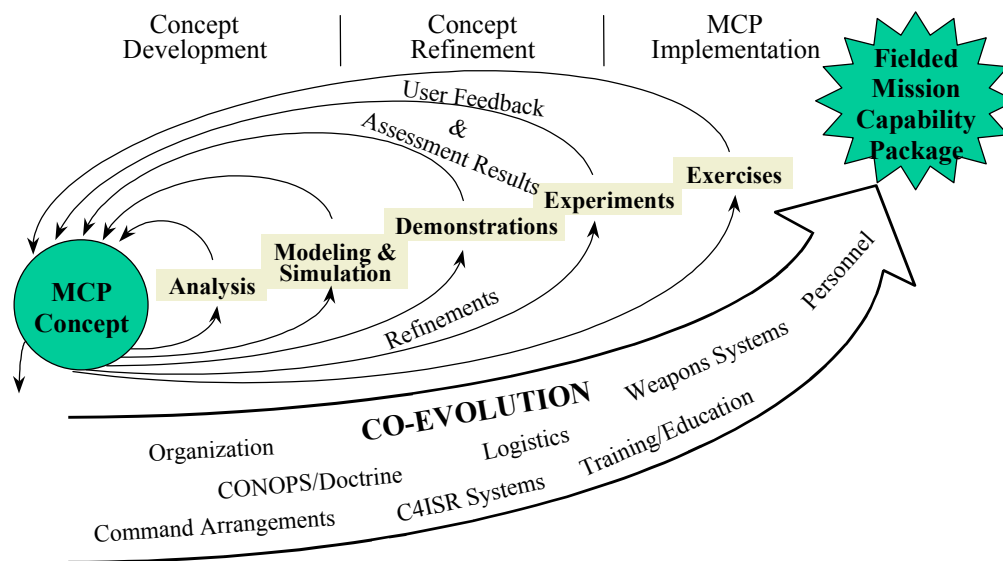 Concept
Development
Concept
Refinement
MCP
Implementation
Fielded
Mission
Capability
Package
User Feedback
&
Assessment Results
Exercises
Experiments
Demonstrations
Modeling &
Simulation
Analysis
MCP
Concept
Refinements
Personnel
Weapons Systems
CO-EVOLUTION
Organization
Logistics
Training/Education
CONOPS/Doctrine
C4ISR Systems
Command Arrangements